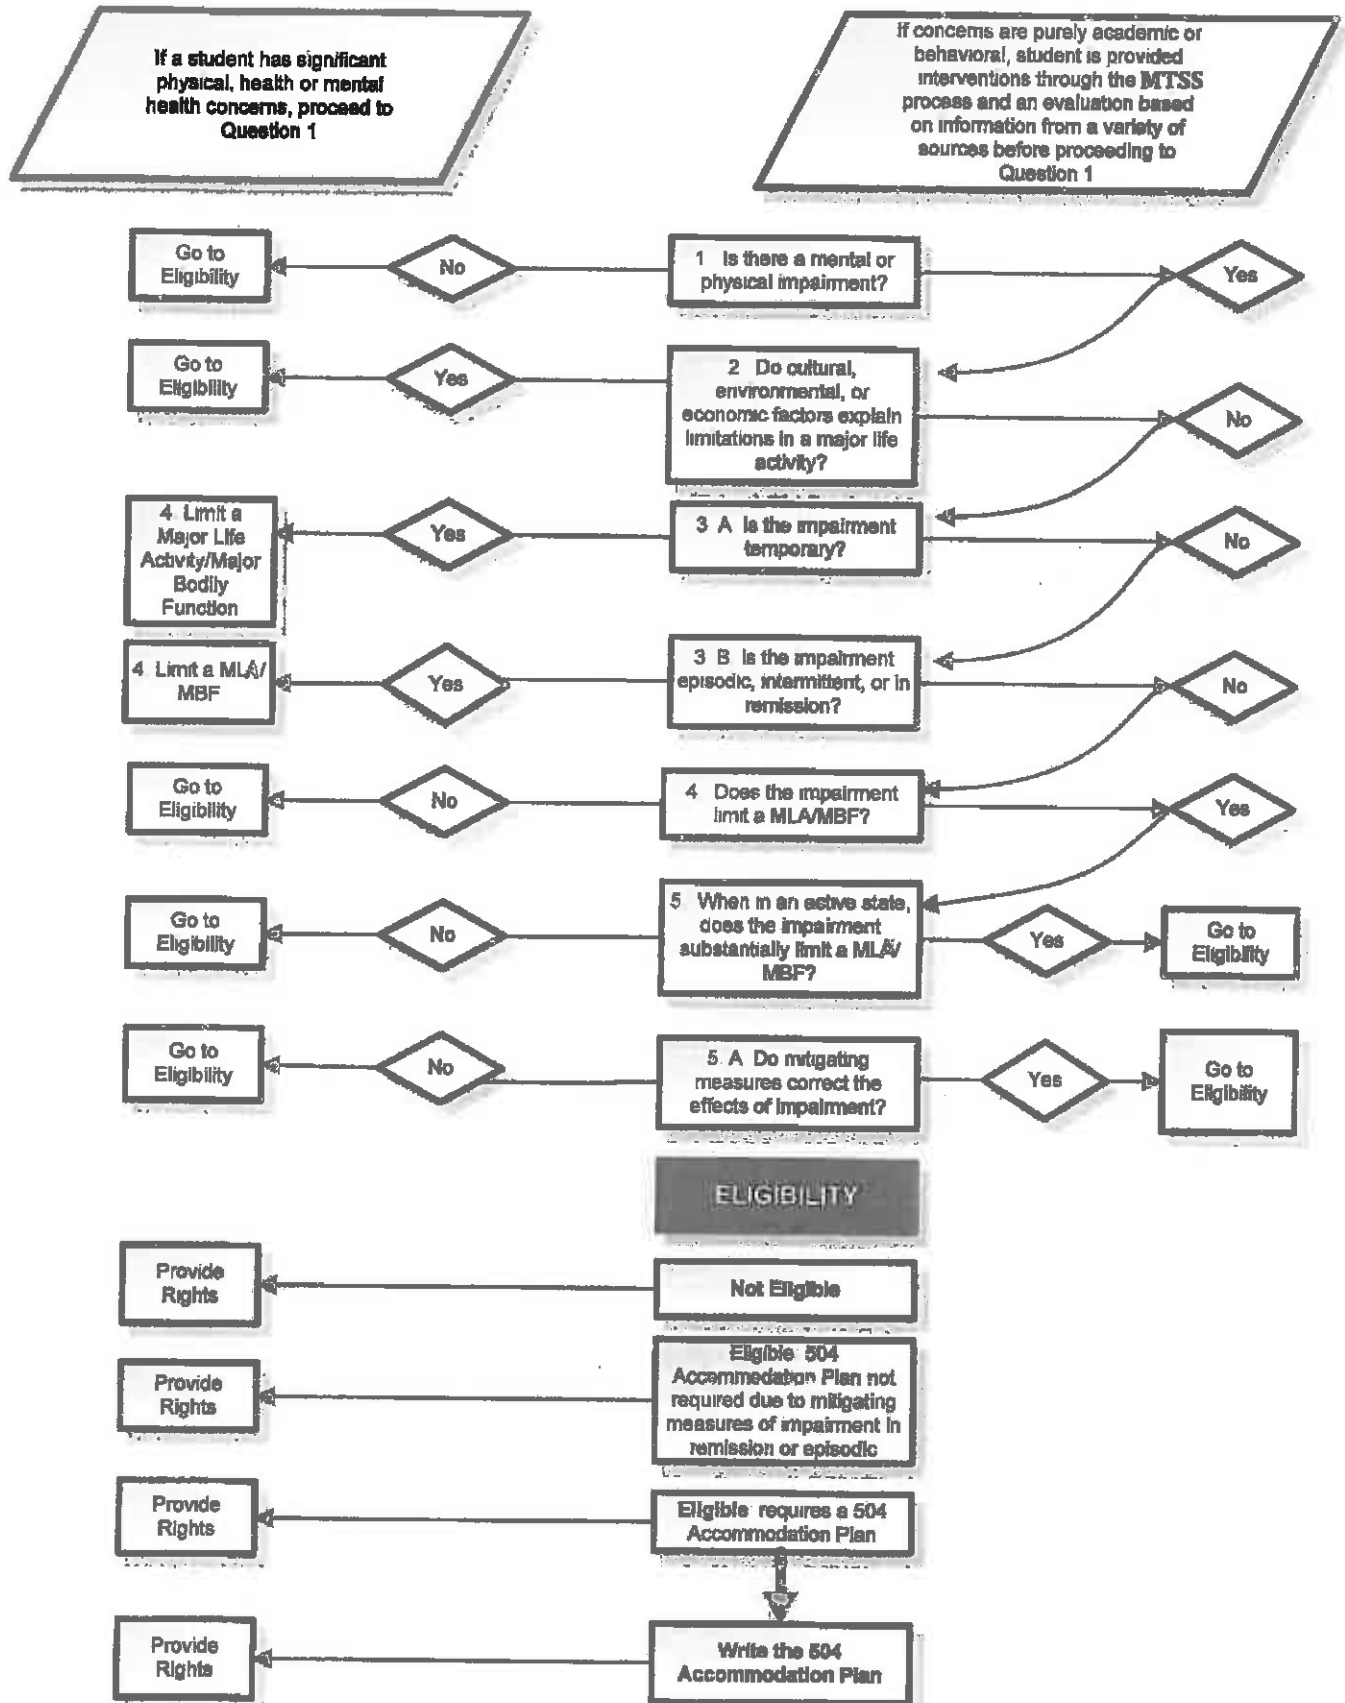 If a student has significant
physical, health or mental
health concerns, proceed to
Question 1
If concerns are purely academic or
behavioral, student is provided
interventions through the MTSS
process and an evaluation based
on information from a variety of
sources before proceeding to
Question 1
Go to
Eligibility
No
1 Is there a mental or
physical impairment?
Yes
Go to
Eligibility
Yes
2 Do cultural,
environmental, or
economic factors explain
limitations in a major life
activity?
No
4 Limit a
Major Life
Activity/Major
Bodily
Function
Yes
3 A Is the impairment
temporary?
No
4 Limit a MLA/
MBF
Yes
3 B Is the impairment
episodic, intermittent, or in
remission?
No
Go to
Eligibility
No
4 Does the impairment
limit a MLA/MBF?
Yes
Go to
Eligibility
No
5 When in an active state,
does the impairment
substantially limit a MLA/
MBF?
Yes
Go to
Eligibility
Go to
Eligibility
No
5 A Do mitigating
measures correct the
effects of impairment?
Yes
Go to
Eligibility
ELIGIBILITY
Provide
Rights
Not Eligible
Provide
Rights
Eligible 504
Accommodation Plan not
required due to mitigating
measures of impairment in
remission or episodic
Provide
Rights
Eligible requires a 504
Accommodation Plan
Provide
Rights
Write the 504
Accommodation Plan